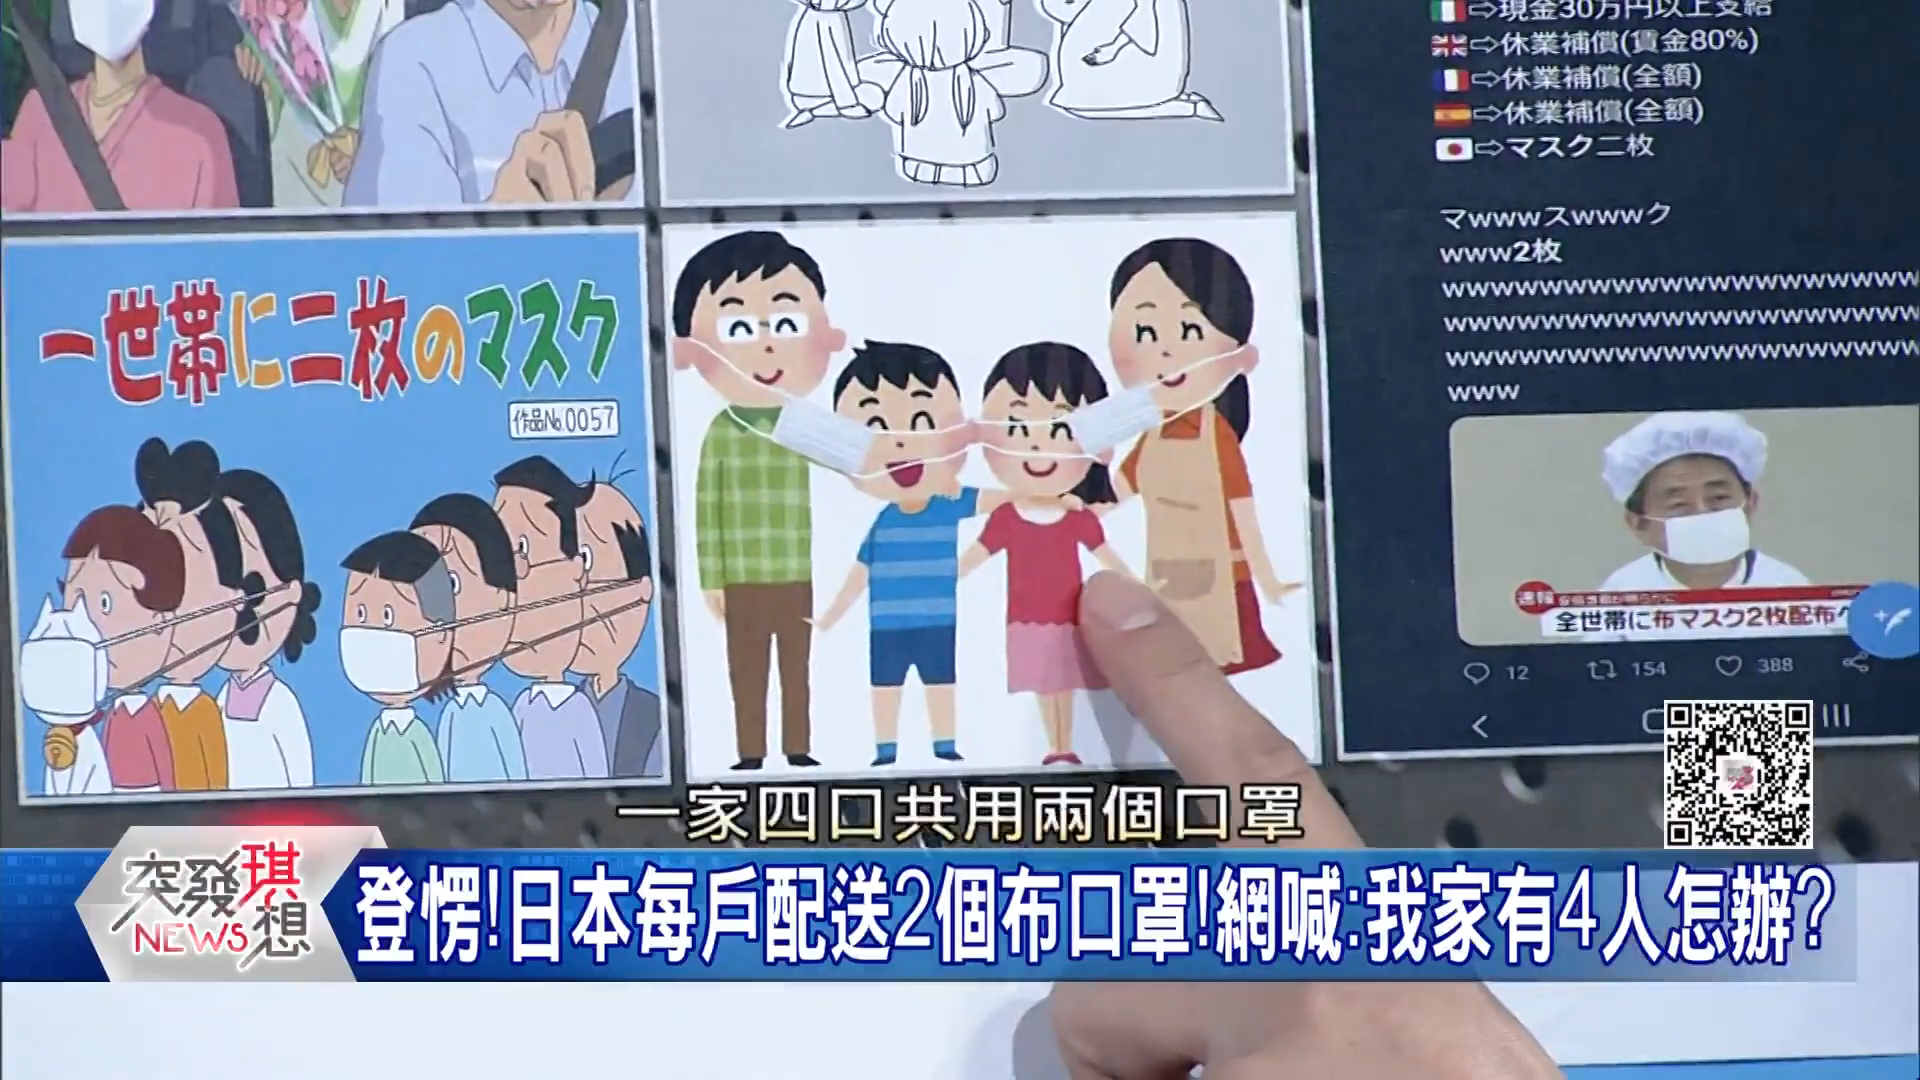 ⇨現金30万円以上支給
⇨休業補償(賃金80%)
⇨休業補償(全額)
⇨休業補償(全額)
⇨マスク二枚
マwwwスwwwク
www2枚
wwwwwwwwwwwwwwwwwwwww
wwwwwwwwwwwwwwwwwwwww
wwwwwwwwwwwwwwwwwwwww
www
一世帯に二枚のマスク
作品No.0057
速報
全世帯に布マスク2枚配布へ
12
154
388
一家四口共用兩個口罩
突發琪想
NEWS
登愣!日本每戶配送2個布口罩!網喊:我家有4人怎辦?